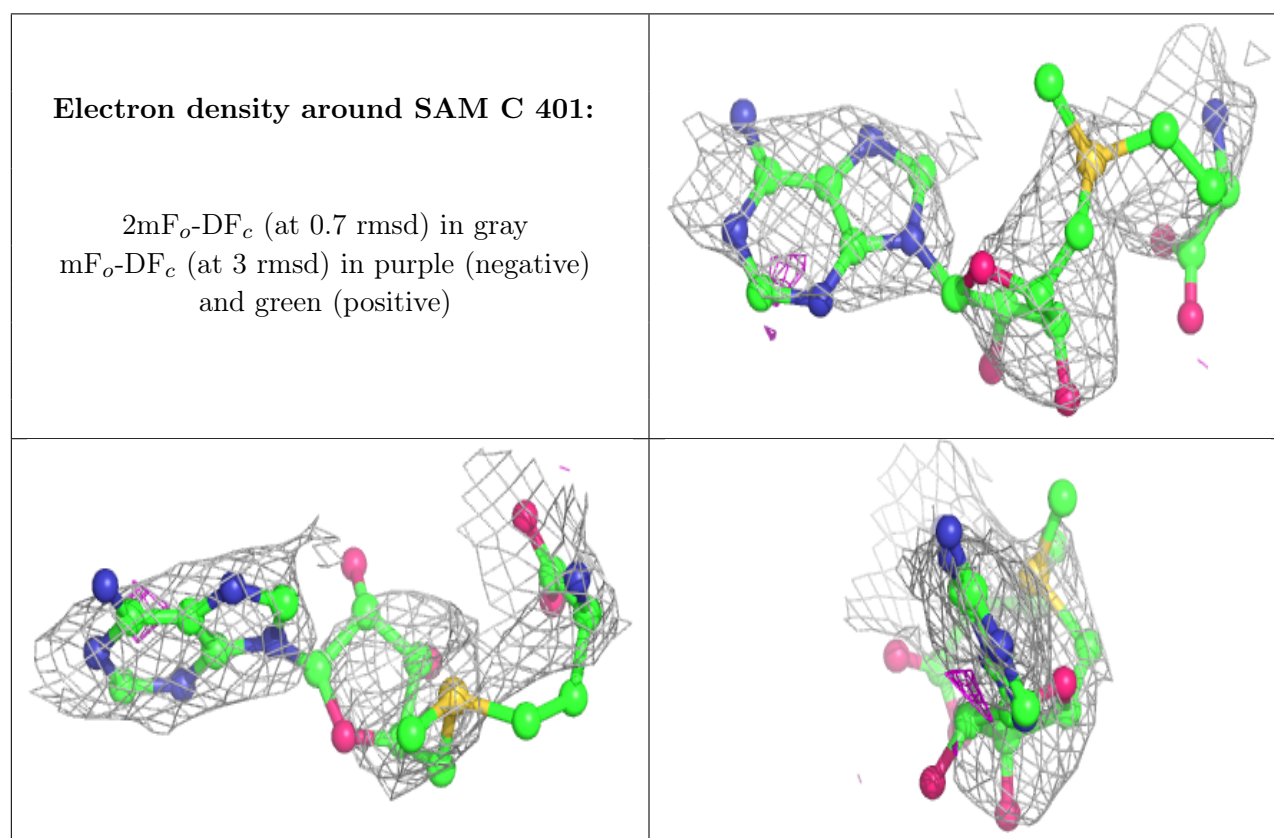 Electron density around SAM C 401:
2mFo-DFc (at 0.7 rmsd) in gray
mFo-DFc (at 3 rmsd) in purple (negative)
and green (positive)